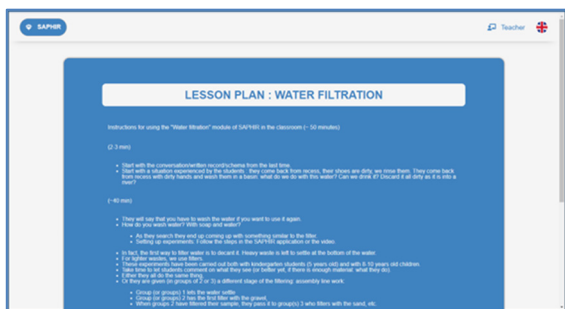 SAPHIR
Teacher
LESSON PLAN : WATER FILTRATION
Instructions for using the "Water filtration" module of SAPHIR in the classroom (~ 50 minutes)
(2-3 min)
Start with the conversation/written record/schema from the last time.
Start with a situation experienced by the students : they come back from recess, their shoes are dirty, we rinse them. They come back
from recess with dirty hands and wash them in a basin: what do we do with this water? Can we drink it? Discard it all dirty as it is into a
river?
(~40 min)
They will say that you have to wash the water if you want to use it again.
How do you wash water? With soap and water?
As they search they end up coming up with something similar to the filter.
Setting up experiments: Follow the steps in the SAPHIR application or the video.
In fact, the first way to filter water is to decant it. Heavy waste is left to settle at the bottom of the water.
For lighter wastes, we use filters.
These experiments have been carried out both with kindergarten students (5 years old) and with 8-10 years old children.
Take time to let students comment on what they see (or better yet, if there is enough material: what they do).
Either they all do the same thing.
Or they are given (in groups of 2 or 3) a different stage of the filtering: assembly line work
Group (or groups) 1 lets the water settle
Group (or groups) 2 has the first filter with the gravel.
When groups 2 have filtered their sample, they pass it to group(s) 3 who filters with the sand, etc.